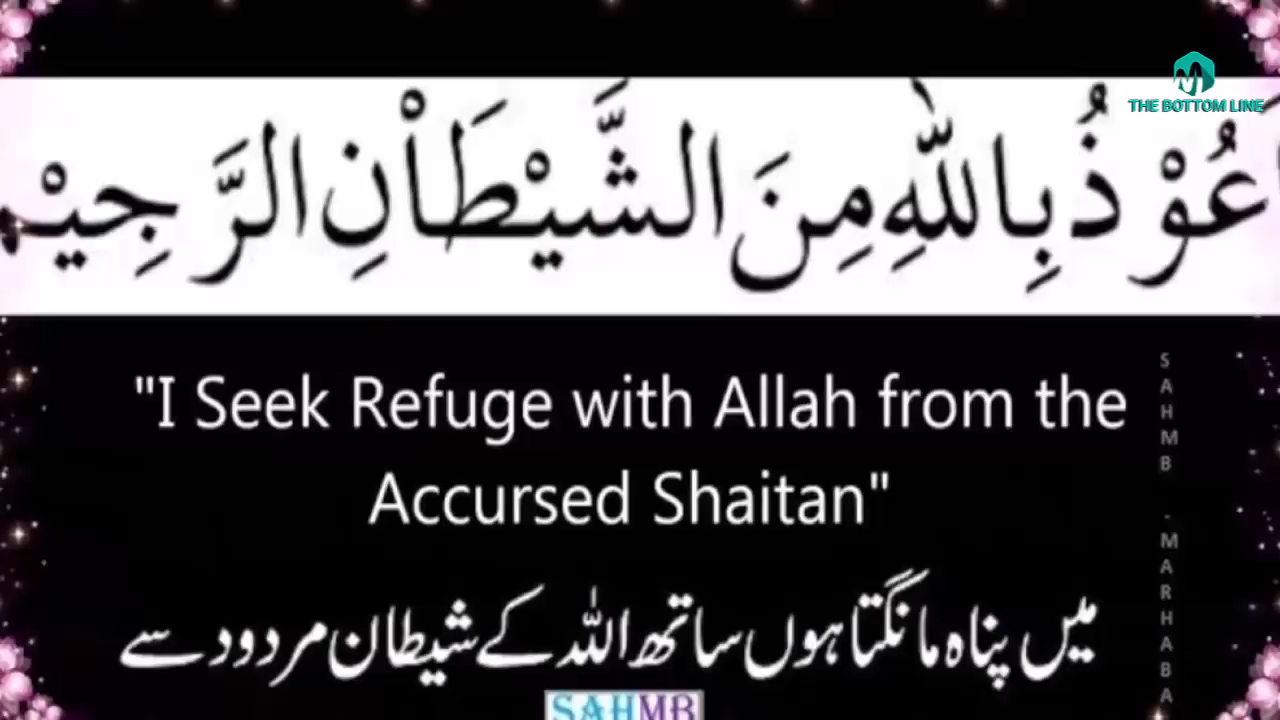 THE BOTTOM LINE
عُوْذُ بِاللّٰهِ مِنَ الشَّيْطَاْنِ الرَّجِيْم
"I Seek Refuge with Allah from the
Accursed Shaitan"
میں پناہ مانگتا ہوں ساتھ اللہ کے شیطان مردود سے
SAHMB - MARHABA
SAHMB